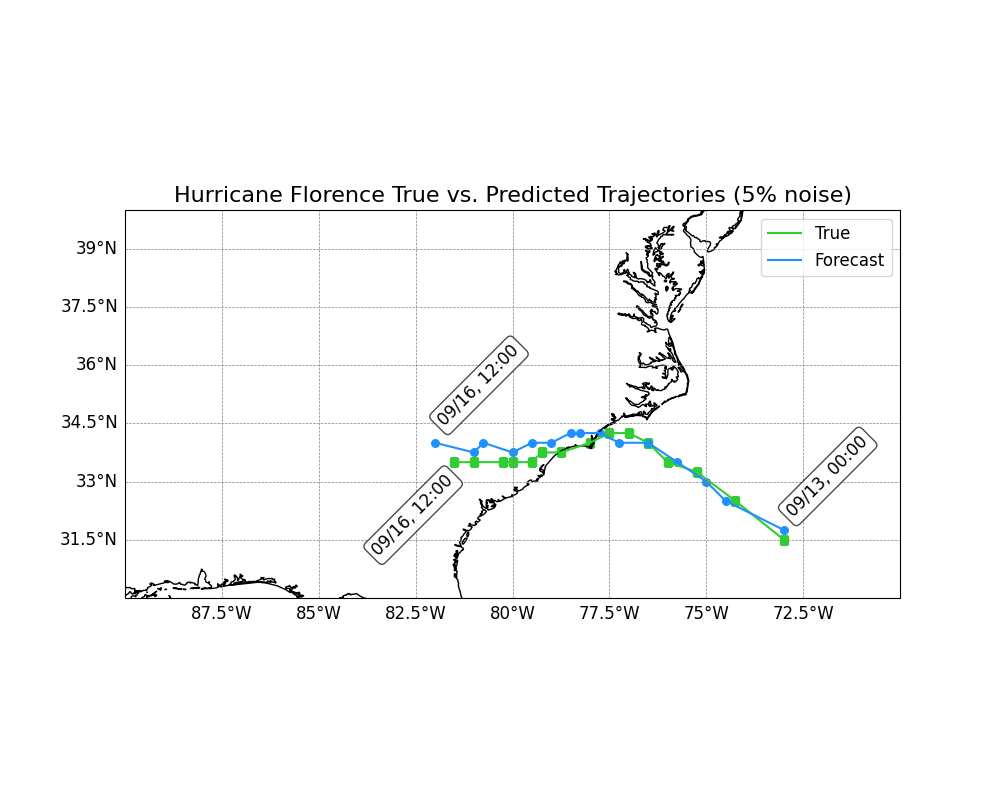 Hurricane Florence True vs. Predicted Trajectories (5% noise)
True
Forecast
39°N
37.5°N
36°N
34.5°N
33°N
31.5°N
09/16, 12:00
09/16, 12:00
09/13, 00:00
87.5°W
85°W
82.5°W
80°W
77.5°W
75°W
72.5°W